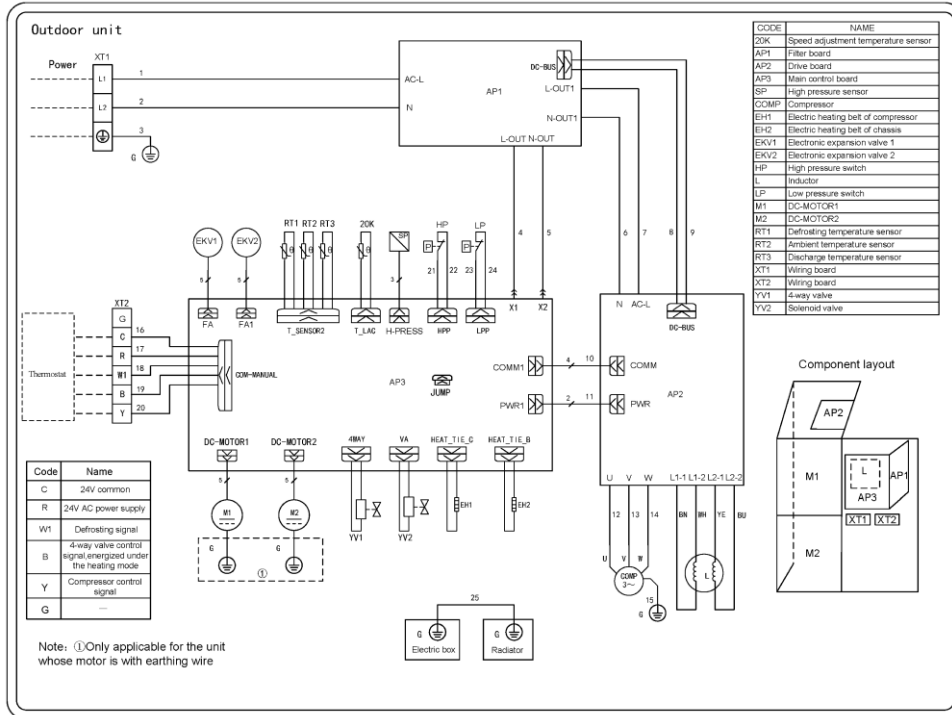 Outdoor unit
Power
XT1
L1
L2
1
2
3
G
AC-L
N
AP1
DC-BUS
L-OUT1
N-OUT1
L-OUT N-OUT
4
5
6
7
8
9
CODE NAME
20K Speed adjustment temperature sensor
AP1 Filter board
AP2 Drive board
AP3 Main control board
SP High pressure sensor
COMP Compressor
EH1 Electric heating belt of compressor
EH2 Electric heating belt of chassis
EKV1 Electronic expansion valve 1
EKV2 Electronic expansion valve 2
HP High pressure switch
L Inductor
LP Low pressure switch
M1 DC-MOTOR1
M2 DC-MOTOR2
RT1 Defrosting temperature sensor
RT2 Ambient temperature sensor
RT3 Discharge temperature sensor
XT1 Wiring board
XT2 Wiring board
YV1 4-way valve
YV2 Solenoid valve
EKV1
EKV2
RT1 RT2 RT3
20K
SP
HP
LP
θ θ θ
θ
P
P
5
5
3
21 22
23 24
FA
FA1
T_SENSOR2
T_LAC
H-PRESS
HPP
LPP
X1
X2
XT2
G
C
R
W1
B
Y
16
17
18
19
20
Thermostat
COM-MANUAL
AP3
JUMP
COMM1
4
10
COMM
PWR1
2
11
PWR
N AC-L
DC-BUS
AP2
DC-MOTOR1
DC-MOTOR2
4WAY
VA
HEAT_TIE_C
HEAT_TIE_B
5
5
M1
M2
G
G
①
YV1
YV2
EH1
EH2
U V W L1-1 L1-2 L2-1 L2-2
12 13 14
BN WH YE BU
U V W
COMP
3~
15
G
L
25
G
Electric box
G
Radiator
Component layout
AP2
M1
L
AP3
AP1
XT1 XT2
M2
Code Name
C 24V common
R 24V AC power supply
W1 Defrosting signal
B 4-way valve control
signal,energized under
the heating mode
Y Compressor control
signal
G —
Note: ①Only applicable for the unit
whose motor is with earthing wire